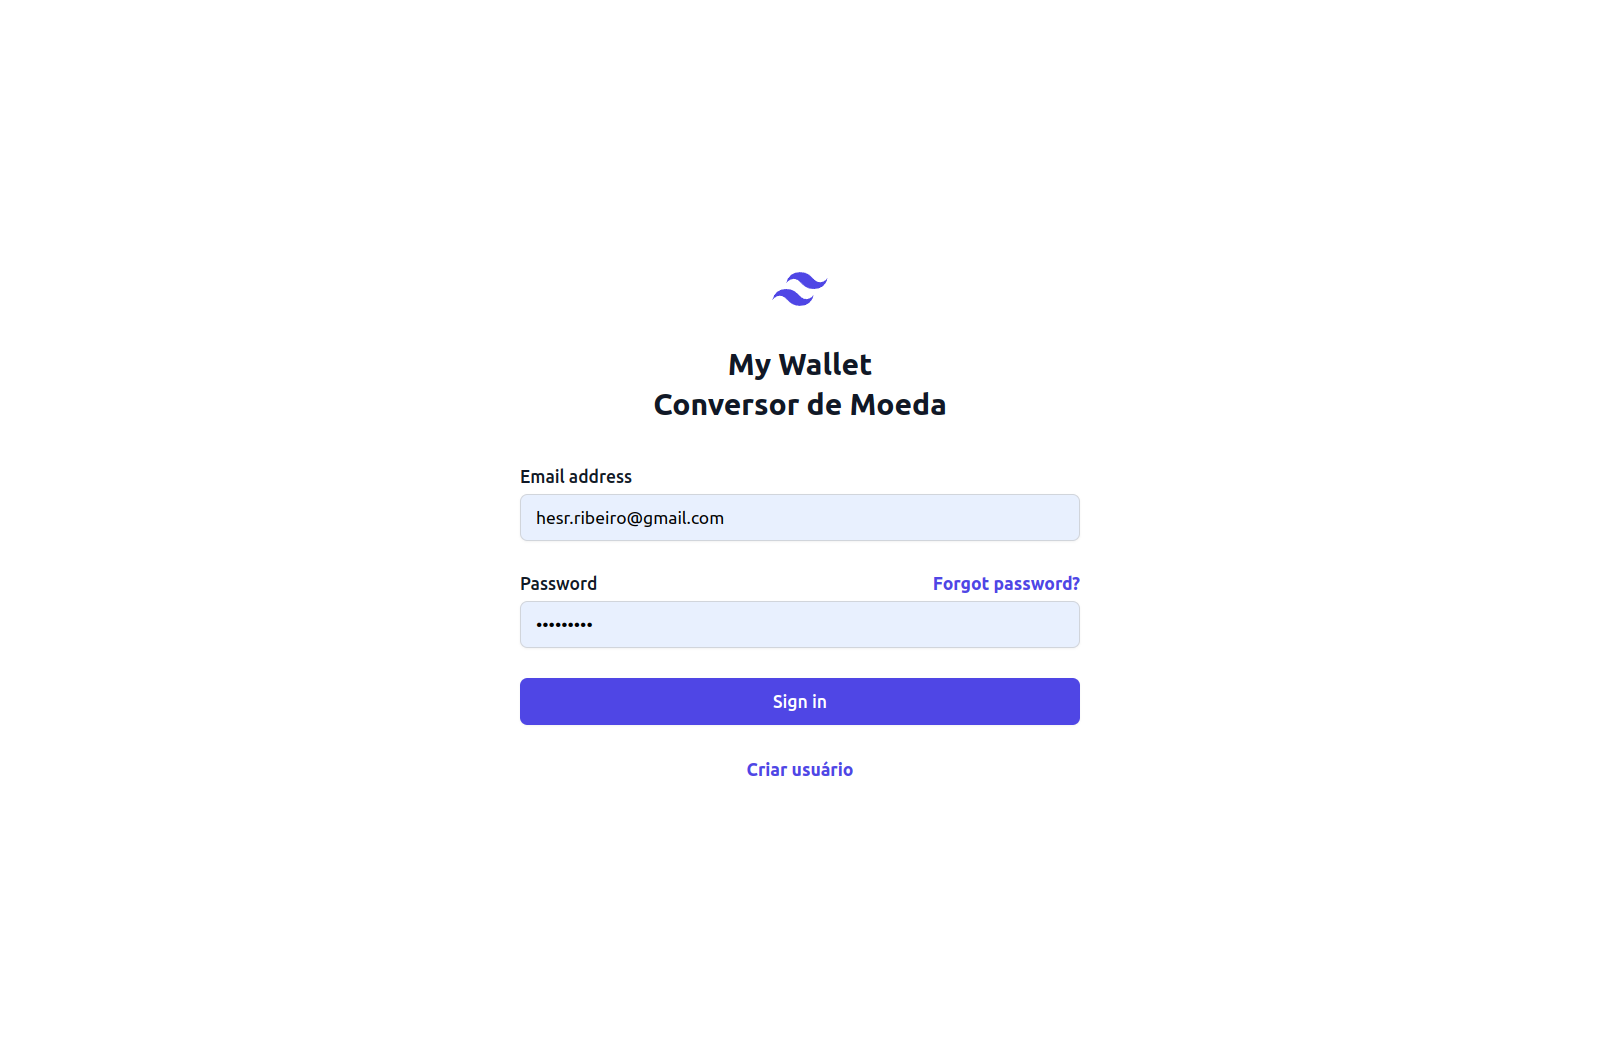 My Wallet
Conversor de Moeda
Email address
hesr.ribeiro@gmail.com
Password Forgot password?
•••••••••
Sign in
Criar usuário